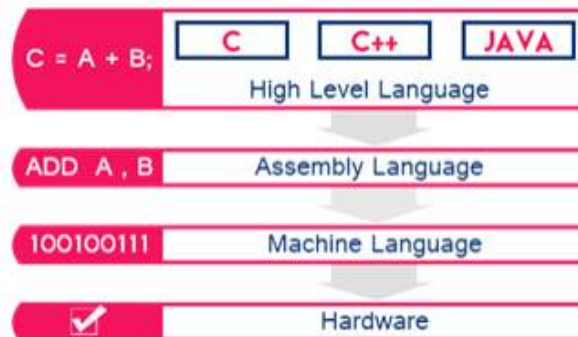 C = A + B;
C C++ JAVA
High Level Language
ADD A , B
Assembly Language
100100111
Machine Language
Hardware